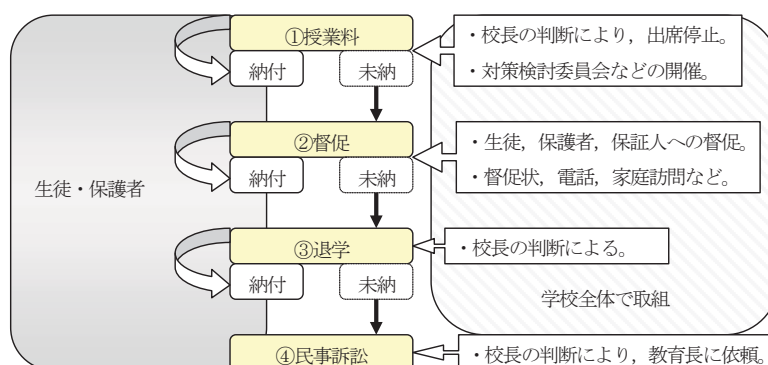 ①授業料
・校長の判断により，出席停止。
・対策検討委員会などの開催。
納付
未納
②督促
・生徒，保護者，保証人への督促。
・督促状，電話，家庭訪問など。
納付
未納
生徒・保護者
③退学
・校長の判断による。
納付
未納
学校全体で取組
④民事訴訟
・校長の判断により，教育長に依頼。